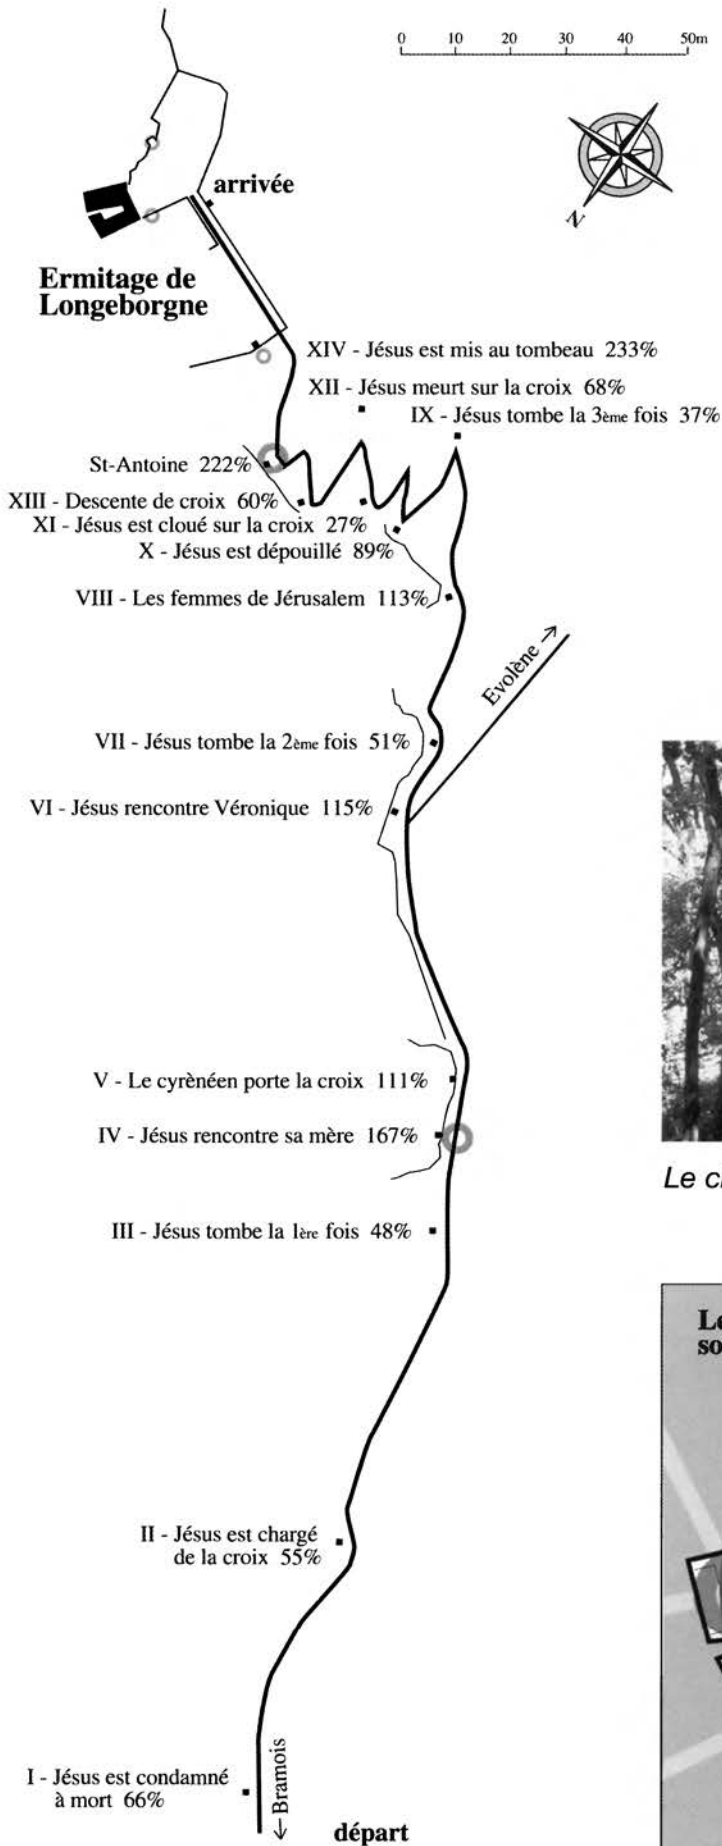 0 10 20 30 40 50m
N
arrivée
Ermitage de
Longeborgne
XIV - Jésus est mis au tombeau 233%
XII - Jésus meurt sur la croix 68%
IX - Jésus tombe la 3ème fois 37%
St-Antoine 222%
XIII - Descente de croix 60%
XI - Jésus est cloué sur la croix 27%
X - Jésus est dépouillé 89%
VIII - Les femmes de Jérusalem 113%
Evolène →
VII - Jésus tombe la 2ème fois 51%
VI - Jésus rencontre Véronique 115%
V - Le cyrènéen porte la croix 111%
IV - Jésus rencontre sa mère 167%
III - Jésus tombe la 1ère fois 48%
II - Jésus est chargé
de la croix 55%
I - Jésus est condamné
à mort 66%
← Bramois
départ
Le